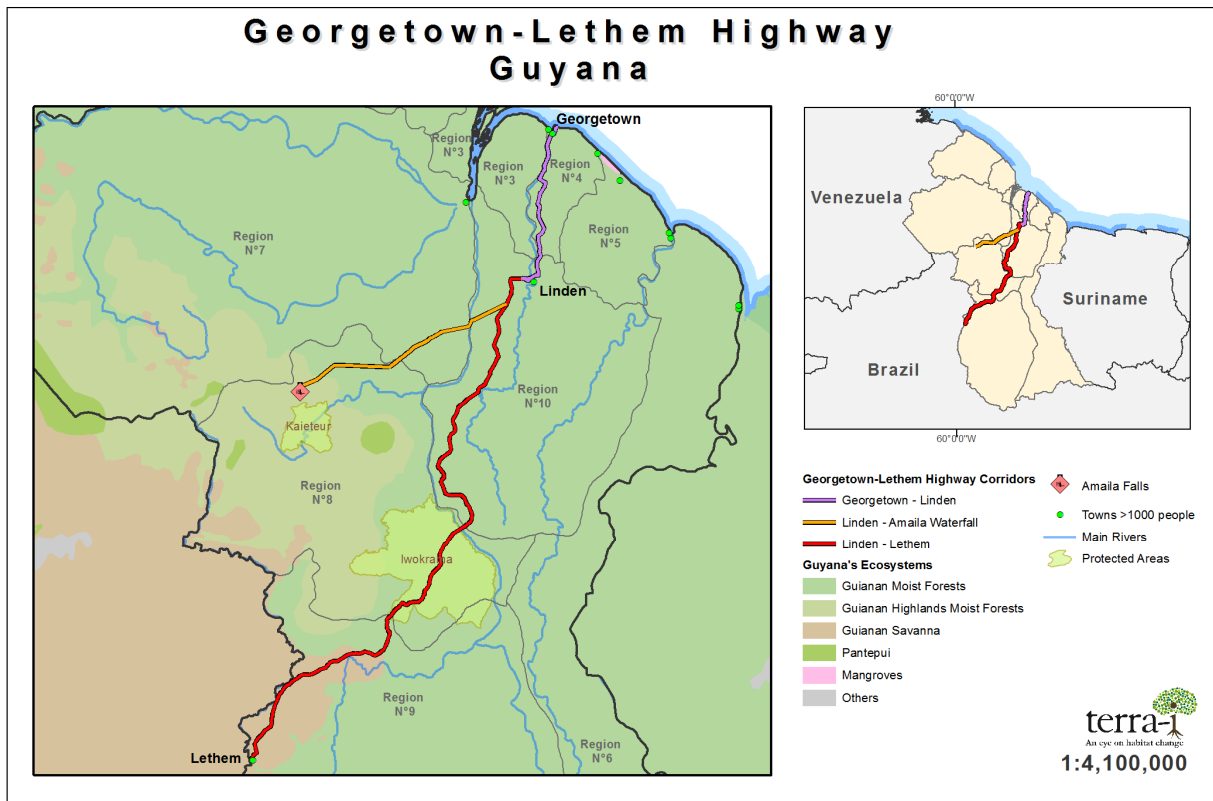 Georgetown-Lethem Highway
Guyana
Georgetown
Region
N°3
Region
N°3
Region
N°4
Region
N°7
Region
N°5
Linden
Region
N°10
Kaieteur
Region
N°8
Iwokrama
Region
N°9
Lethem
Region
N°6
60°0'0"W
Venezuela
Suriname
Brazil
60°0'0"W
Georgetown-Lethem Highway Corridors
Georgetown - Linden
Linden - Amaila Waterfall
Linden - Lethem
Guyana's Ecosystems
Guianan Moist Forests
Guianan Highlands Moist Forests
Guianan Savanna
Pantepui
Mangroves
Others
Amaila Falls
Towns >1000 people
Main Rivers
Protected Areas
terra-i
An eye on habitat change
1:4,100,000